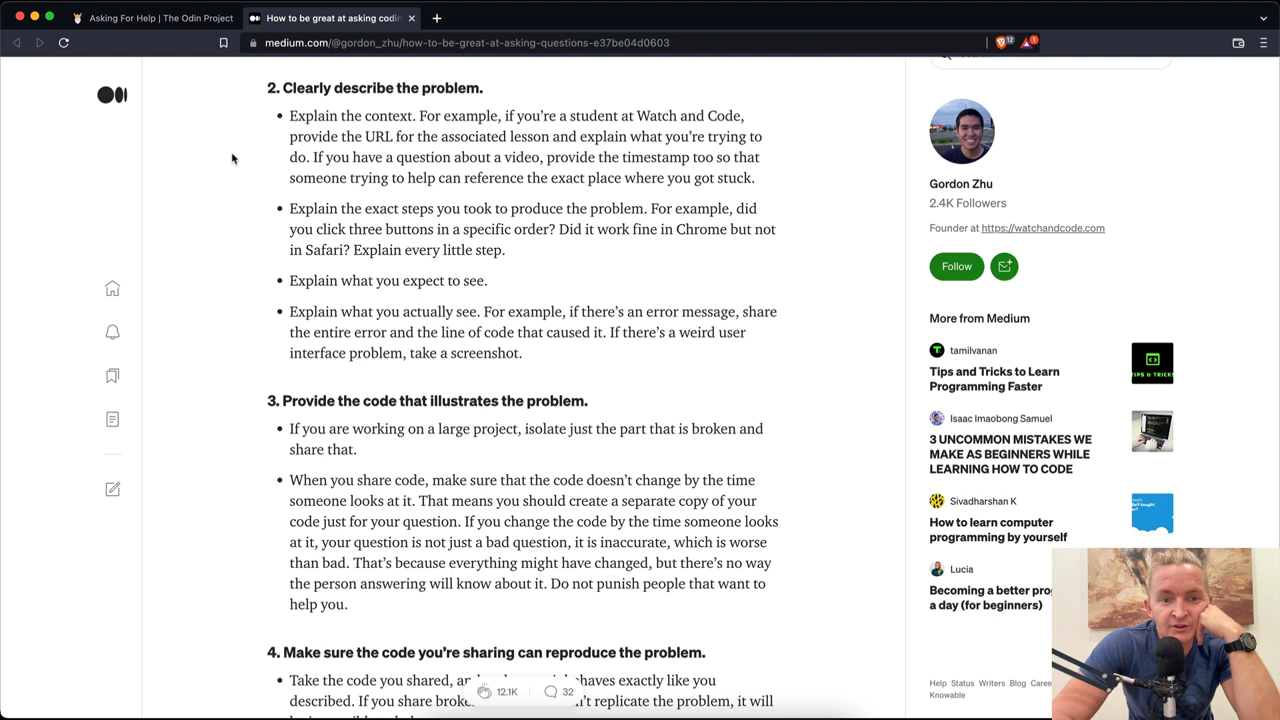 Asking For Help | The Odin Project
How to be great at asking codin
medium.com/@gordon_zhu/how-to-be-great-at-asking-questions-e37be04d0603
12
1
2. Clearly describe the problem.
• Explain the context. For example, if you're a student at Watch and Code,
provide the URL for the associated lesson and explain what you're trying to
do. If you have a question about a video, provide the timestamp too so that
someone trying to help can reference the exact place where you got stuck.
• Explain the exact steps you took to produce the problem. For example, did
you click three buttons in a specific order? Did it work fine in Chrome but not
in Safari? Explain every little step.
• Explain what you expect to see.
• Explain what you actually see. For example, if there's an error message, share
the entire error and the line of code that caused it. If there's a weird user
interface problem, take a screenshot.
3. Provide the code that illustrates the problem.
• If you are working on a large project, isolate just the part that is broken and
share that.
• When you share code, make sure that the code doesn't change by the time
someone looks at it. That means you should create a separate copy of your
code just for your question. If you change the code by the time someone looks
at it, your question is not just a bad question, it is inaccurate, which is worse
than bad. That's because everything might have changed, but there's no way
the person answering will know about it. Do not punish people that want to
help you.
4. Make sure the code you're sharing can reproduce the problem.
Take the code you shared, haves exactly like you
described. If you share 't replicate the problem, it will
12.1K
32
Gordon Zhu
2.4K Followers
Founder at https://watchandcode.com
Follow
More from Medium
tamilvanan
Tips and Tricks to Learn
Programming Faster
TIPS & TRICKS
Isaac Imaobong Samuel
3 UNCOMMON MISTAKES WE
MAKE AS BEGINNERS WHILE
LEARNING HOW TO CODE
Sivadharshan K
How to learn computer
programming by yourself
Lucia
Becoming a better
a day (for beginners)
Help Status Writers Blog
Knowable